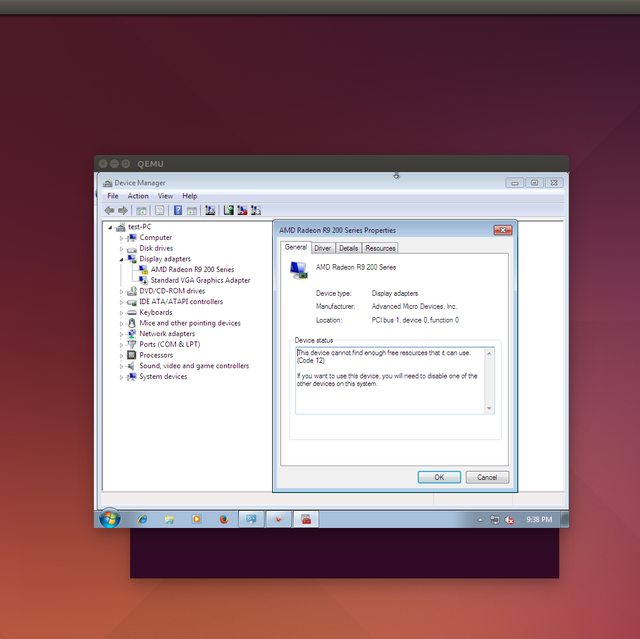 QEMU
Device Manager
File Action View Help
test-PC
Computer
Disk drives
Display adapters
AMD Radeon R9 200 Series
Standard VGA Graphics Adapter
DVD/CD-ROM drives
IDE ATA/ATAPI controllers
Keyboards
Mice and other pointing devices
Network adapters
Ports (COM & LPT)
Processors
Sound, video and game controllers
System devices
AMD Radeon R9 200 Series Properties
General Driver Details Resources
AMD Radeon R9 200 Series
Device type: Display adapters
Manufacturer: Advanced Micro Devices, Inc.
Location: PCI bus 1, device 0, function 0
Device status
This device cannot find enough free resources that it can use.
(Code 12)
If you want to use this device, you will need to disable one of the
other devices on this system.
OK Cancel
9:38 PM